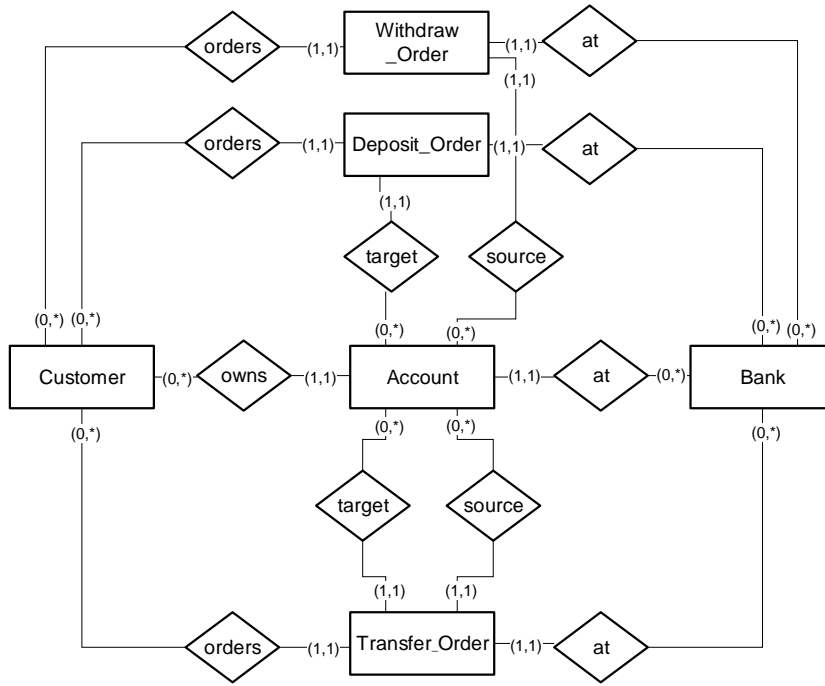 orders
(1,1)
Withdraw
_Order
(1,1)
at
(1,1)
orders
(1,1)
Deposit_Order
(1,1)
at
(1,1)
target
source
(0,*)
(0,*)
(0,*)
(0,*)
(0,*)
(0,*)
Customer
(0,*)
owns
(1,1)
Account
(1,1)
at
(0,*)
Bank
(0,*)
(0,*)
(0,*)
(0,*)
target
source
(1,1)
(1,1)
orders
(1,1)
Transfer_Order
(1,1)
at